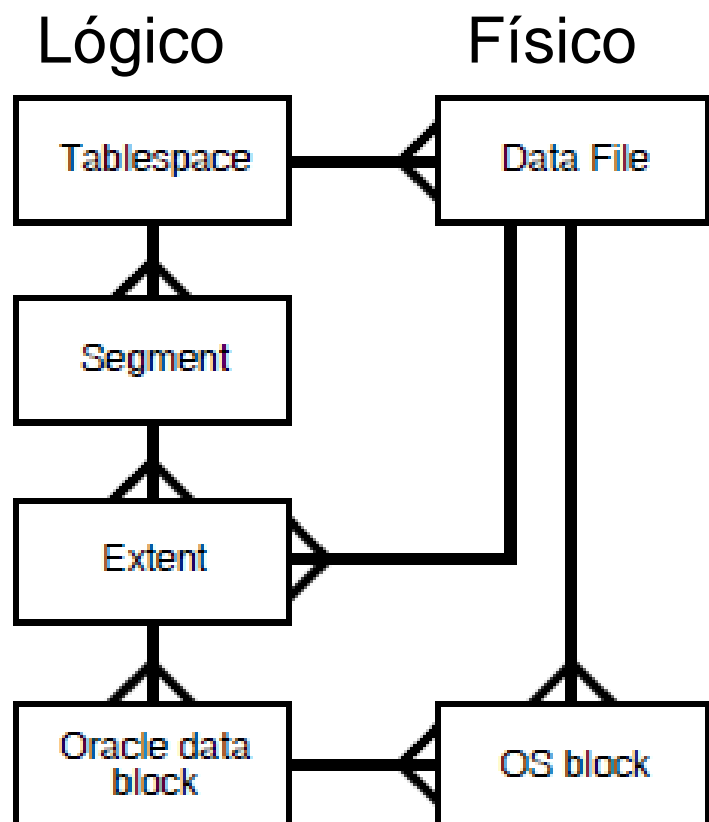 Lógico
Físico
Tablespace
Data File
Segment
Extent
Oracle data
block
OS block